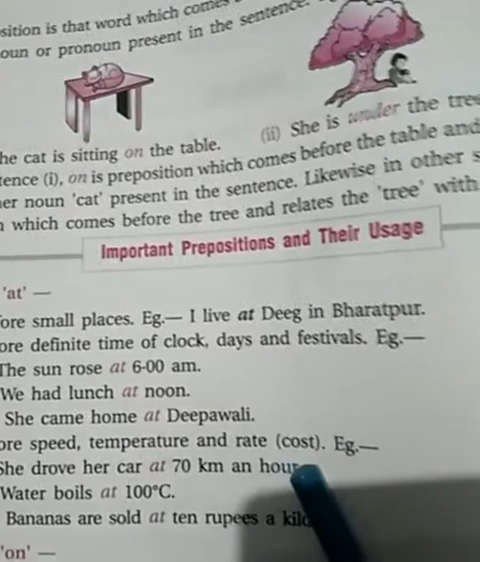 sition is that word which comes
oun or pronoun present in the sentence.
he cat is sitting on the table.
(ii) She is under the tree
tence (i), on is preposition which comes before the table and
er noun 'cat' present in the sentence. Likewise in other s
which comes before the tree and relates the 'tree' with
Important Prepositions and Their Usage
'at' —
ore small places. Eg.— I live at Deeg in Bharatpur.
ore definite time of clock, days and festivals. Eg.—
The sun rose at 6·00 am.
We had lunch at noon.
She came home at Deepawali.
ore speed, temperature and rate (cost). Eg.—
She drove her car at 70 km an hour
Water boils at 100°C.
Bananas are sold at ten rupees a kilo
'on' —